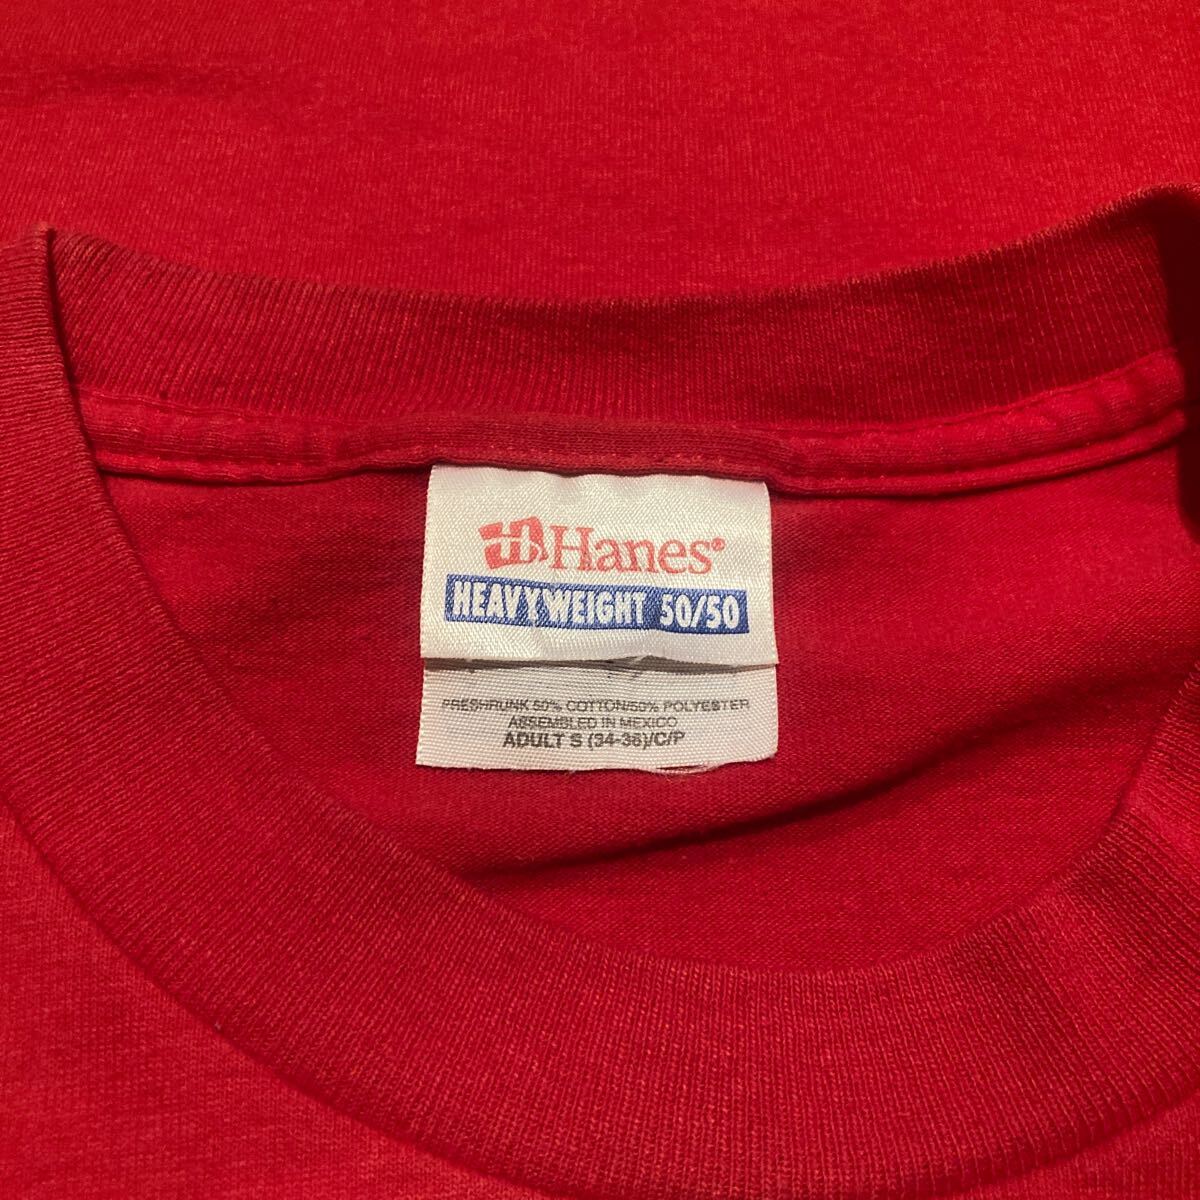 Hanes®
HEAVYWEIGHT 50/50
PRESHRUNK 50% COTTON/50% POLYESTER
ASSEMBLED IN MEXICO
ADULT S (34-36)/C/P